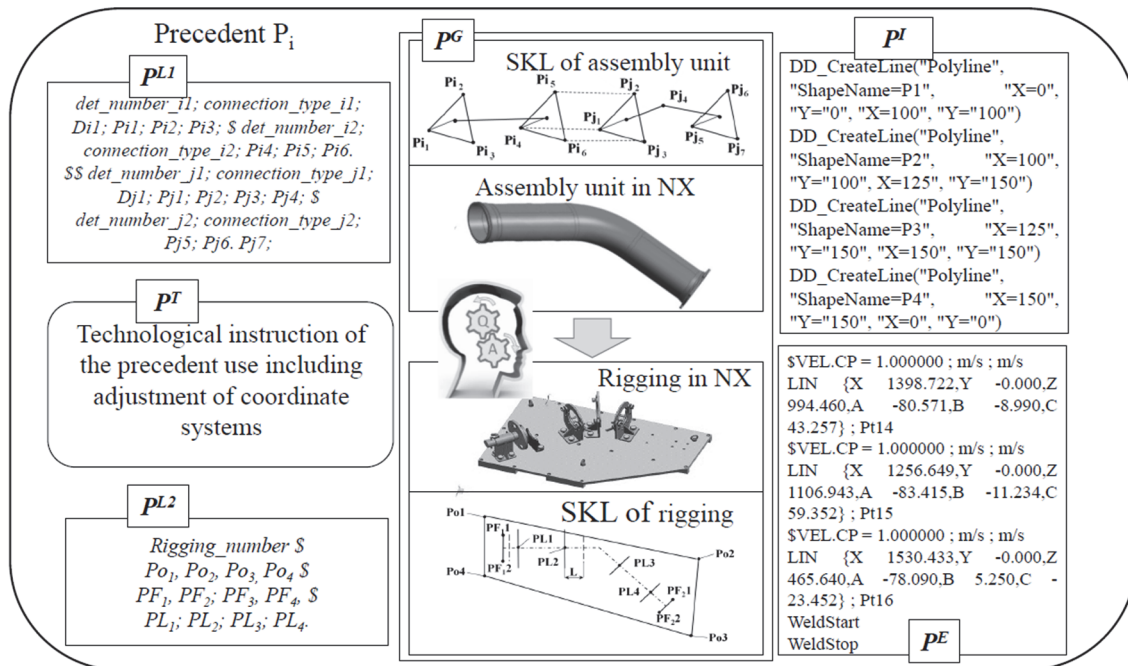 Precedent Pi
P^L1
det_number_i1; connection_type_i1;
Di1; Pi1; Pi2; Pi3; $ det_number_i2;
connection_type_i2; Pi4; Pi5; Pi6.
$$ det_number_j1; connection_type_j1;
Dj1; Pj1; Pj2; Pj3; Pj4; $
det_number_j2; connection_type_j2;
Pj5; Pj6. Pj7;
P^T
Technological instruction of
the precedent use including
adjustment of coordinate
systems
P^L2
Rigging_number $
Po1, Po2, Po3, Po4 $
PF1, PF2; PF3, PF4, $
PL1; PL2; PL3; PL4.
P^G
SKL of assembly unit
Pi2
Pi1
Pi3
Pi5
Pi4
Pi6
Pj2
Pj1
Pj3
Pj4
Pj6
Pj5
Pj7
Assembly unit in NX
Q
A
Rigging in NX
SKL of rigging
Po1
PF11
PL1
PL2
PF12
Po4
L
PL3
PL4
PF21
PF22
Po2
Po3
P^I
DD_CreateLine("Polyline",
"ShapeName=P1", "X=0",
"Y="0", "X=100", "Y="100")
DD_CreateLine("Polyline",
"ShapeName=P2", "X=100",
"Y="100", X=125", "Y="150")
DD_CreateLine("Polyline",
"ShapeName=P3", "X=125",
"Y="150", "X=150", "Y="150")
DD_CreateLine("Polyline",
"ShapeName=P4", "X=150",
"Y="150", "X=0", "Y="0")
$VEL.CP = 1.000000 ; m/s ; m/s
LIN {X 1398.722,Y -0.000,Z
994.460,A -80.571,B -8.990,C
43.257} ; Pt14
$VEL.CP = 1.000000 ; m/s ; m/s
LIN {X 1256.649,Y -0.000,Z
1106.943,A -83.415,B -11.234,C
59.352} ; Pt15
$VEL.CP = 1.000000 ; m/s ; m/s
LIN {X 1530.433,Y -0.000,Z
465.640,A -78.090,B 5.250,C -
23.452} ; Pt16
WeldStart
WeldStop
P^E